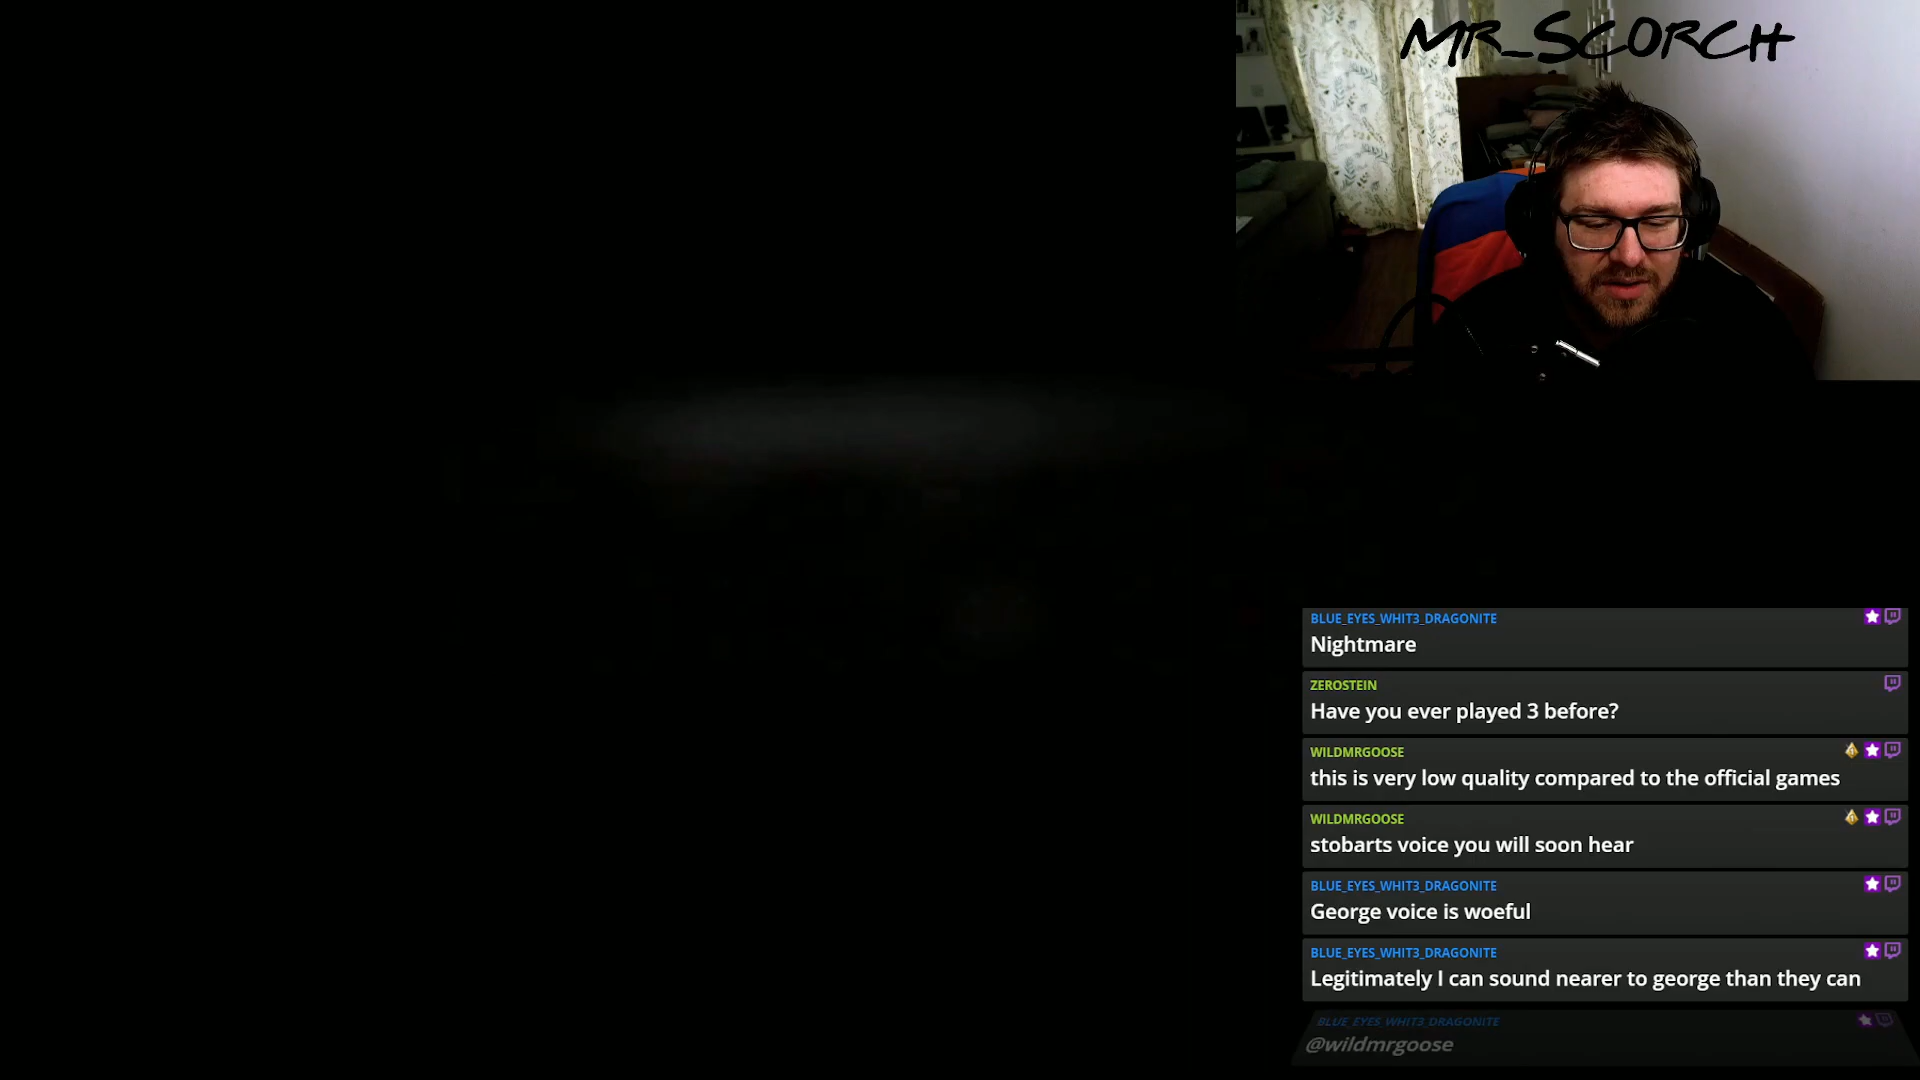 MR_SCORCH
BLUE_EYES_WHIT3_DRAGONITE
Nightmare
ZEROSTEIN
Have you ever played 3 before?
WILDMRGOOSE
this is very low quality compared to the official games
WILDMRGOOSE
stobarts voice you will soon hear
BLUE_EYES_WHIT3_DRAGONITE
George voice is woeful
BLUE_EYES_WHIT3_DRAGONITE
Legitimately I can sound nearer to george than they can
BLUE_EYES_WHIT3_DRAGONITE
@wildmrgoose